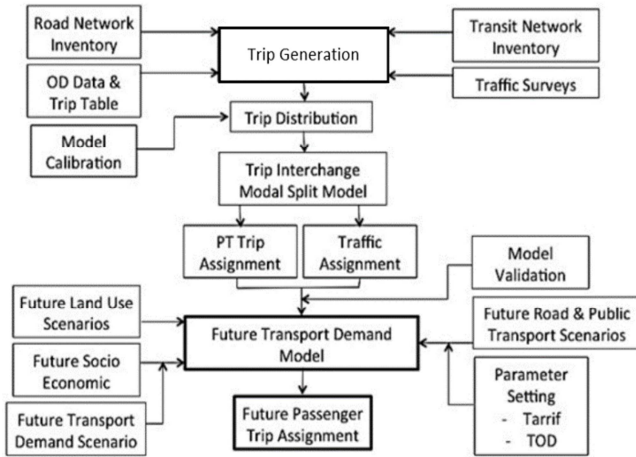 Road Network
Inventory
Trip Generation
Transit Network
Inventory
OD Data &
Trip Table
Traffic Surveys
Trip Distribution
Model
Calibration
Trip Interchange
Modal Split Model
PT Trip
Assignment
Traffic
Assignment
Model
Validation
Future Land Use
Scenarios
Future Transport Demand
Model
Future Road & Public
Transport Scenarios
Future Socio
Economic
Future Transport
Demand Scenario
Future Passenger
Trip Assignment
Parameter
Setting
- Tarrif
- TOD